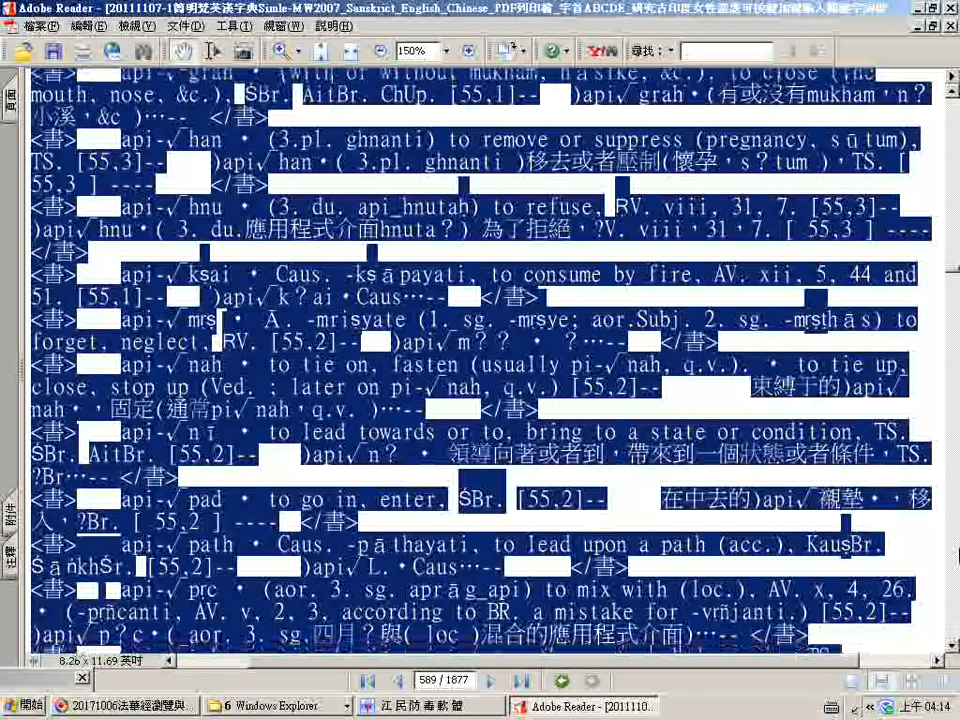 Adobe Reader - [20111107-1簡明梵英漢字典Simle-MW2007_Sanskrict_English_Chinese_PDF列印輸_字首ABCDE_研究古印度女性
檔案(F) 編輯(E) 檢視(V) 文件(D) 工具(T) 視窗(W) 說明(H)
150% 尋找：
<書> api-√ grah • (with or without mukham, nāsike, &c.), to close (the
mouth, nose, &c.), ŚBr. AitBr. ChUp. [55,1]-- )api√ grah•(有或沒有mukham，n?
小溪，&c )…-- </書>
<書> api-√ han • (3.pl. ghnanti) to remove or suppress (pregnancy, sūtum),
TS. [55,3]-- )api√ han•( 3.pl. ghnanti )移去或者壓制(懷孕，s?tum )，TS. [
55,3 ] ---- </書>
<書> api-√ hnu • (3. du. api_hnutaḥ) to refuse, RV. viii, 31, 7. [55,3]--
)api√ hnu•( 3. du.應用程式介面hnuta?) 為了拒絕，?V. viii，31，7. [ 55,3 ] ----
</書>
<書> api-√ kṣai • Caus. -kṣāpayati, to consume by fire, AV. xii, 5, 44 and
51. [55,1]-- )api√ k?ai•Caus…-- </書>
<書> api-√ mṛṣ • Ā. -mriṣyate (1. sg. -mṛṣye; aor.Subj. 2. sg. -mṛṣthās) to
forget, neglect, RV. [55,2]-- )api√ m?? • ?…-- </書>
<書> api-√ nah • to tie on, fasten (usually pi-√ nah, q.v.). • to tie up,
close, stop up (Ved. ; later on pi-√ nah, q.v.) [55,2]-- 束縛于的)api√
nah•，固定(通常pi√ nah，q.v. )…-- </書>
<書> api-√ nī • to lead towards or to, bring to a state or condition, TS.
ŚBr. AitBr. [55,2]-- )api√ n? • 領導向著或者到，帶來到一個狀態或者條件，TS.
?Br…-- </書>
<書> api-√ pad • to go in, enter, ŚBr. [55,2]-- 在中去的)api√ 襯墊•，移
入，?Br. [ 55,2 ] ---- </書>
<書> api-√ path • Caus. -pāthayati, to lead upon a path (acc.), KauṣBr.
ŚāṅkhŚr. [55,2]-- )api√ L.•Caus…-- </書>
<書> api-√ pṛc • (aor. 3. sg. aprāg_api) to mix with (loc.), AV. x, 4, 26.
• (-pṛñcanti, AV. v, 2, 3, according to BR. a mistake for -vṛñjanti.) [55,2]--
)api√ p?c•( aor. 3. sg.四月?與( loc )混合的應用程式介面)…-- </書>
頁面
附件
注釋
8.26 x 11.69 英吋
589 / 1877
開始 20171006法華經瀏覽與... 6 Windows Explorer 江民防毒軟體 Adobe Reader - [2011110... 上午 04:14